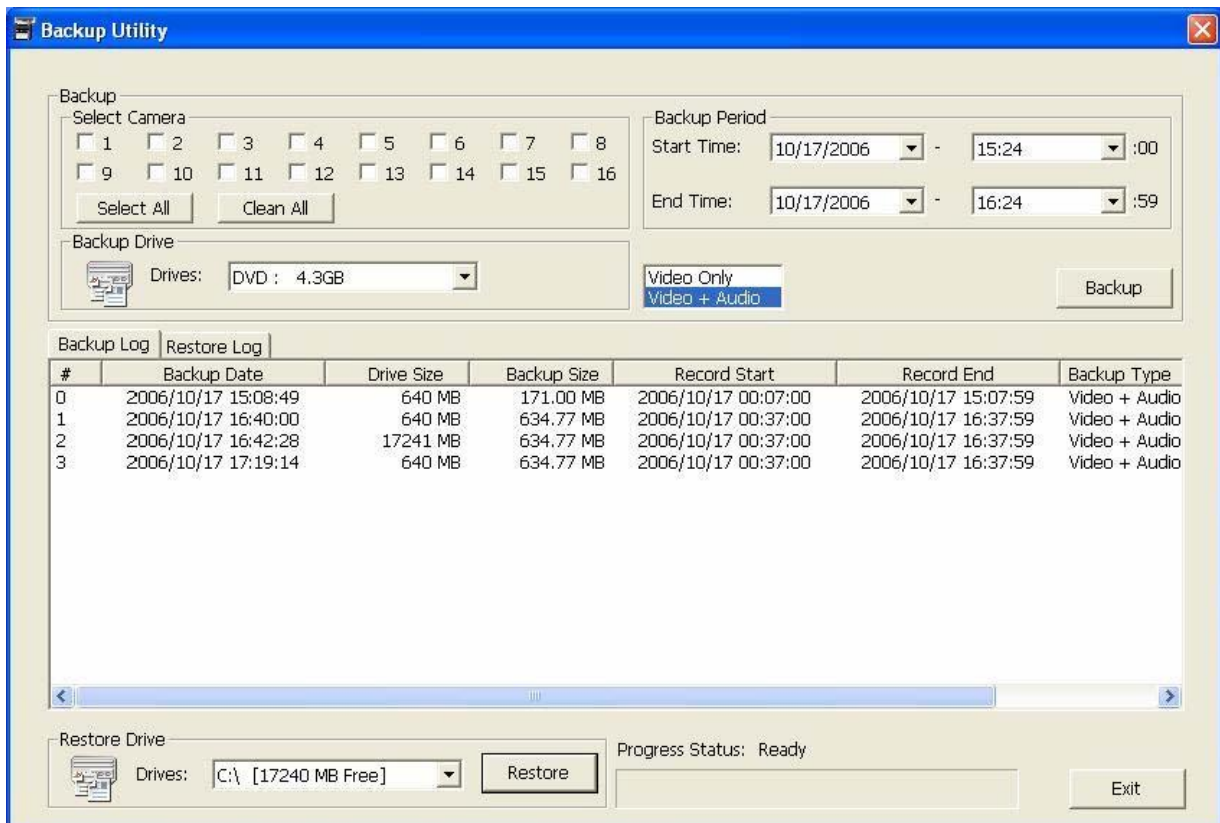 Backup Utility
Backup
Select Camera
1 2 3 4 5 6 7 8
9 10 11 12 13 14 15 16
Select All Clean All
Backup Period
Start Time: 10/17/2006 - 15:24 :00
End Time: 10/17/2006 - 16:24 :59
Backup Drive
Drives: DVD : 4.3GB
Video Only
Video + Audio
Backup
Backup Log Restore Log
# Backup Date Drive Size Backup Size Record Start Record End Backup Type
0 2006/10/17 15:08:49 640 MB 171.00 MB 2006/10/17 00:07:00 2006/10/17 15:07:59 Video + Audio
1 2006/10/17 16:40:00 640 MB 634.77 MB 2006/10/17 00:37:00 2006/10/17 16:37:59 Video + Audio
2 2006/10/17 16:42:28 17241 MB 634.77 MB 2006/10/17 00:37:00 2006/10/17 16:37:59 Video + Audio
3 2006/10/17 17:19:14 640 MB 634.77 MB 2006/10/17 00:37:00 2006/10/17 16:37:59 Video + Audio
Restore Drive
Drives: C:\ [17240 MB Free] Restore
Progress Status: Ready
Exit